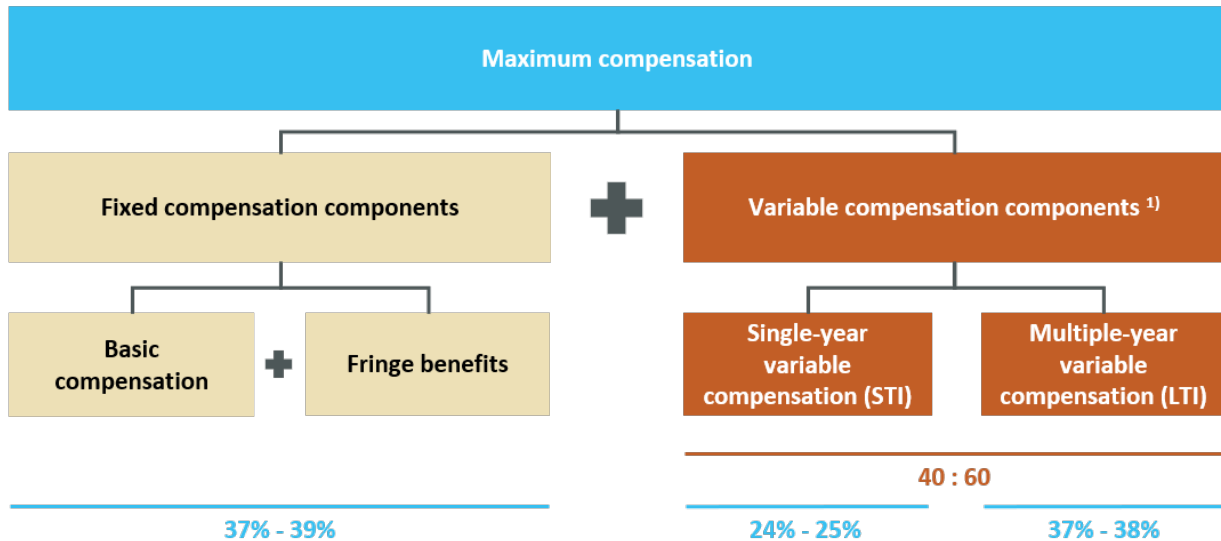 Maximum compensation
Fixed compensation components
Variable compensation components 1)
Basic
compensation
Fringe benefits
Single-year
variable
compensation (STI)
Multiple-year
variable
compensation (LTI)
40 : 60
37% - 39%
24% - 25%
37% - 38%